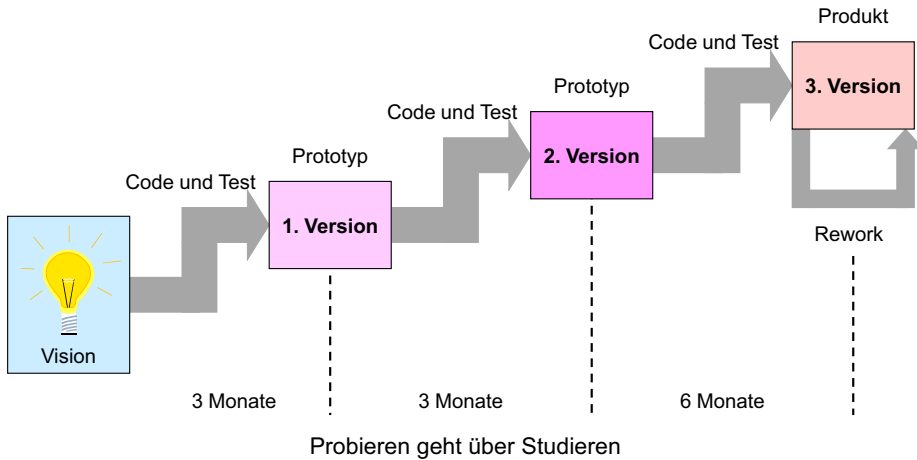 Produkt
Code und Test
3. Version
Prototyp
Code und Test
2. Version
Prototyp
Code und Test
1. Version
Rework
Vision
3 Monate
3 Monate
6 Monate
Probieren geht über Studieren